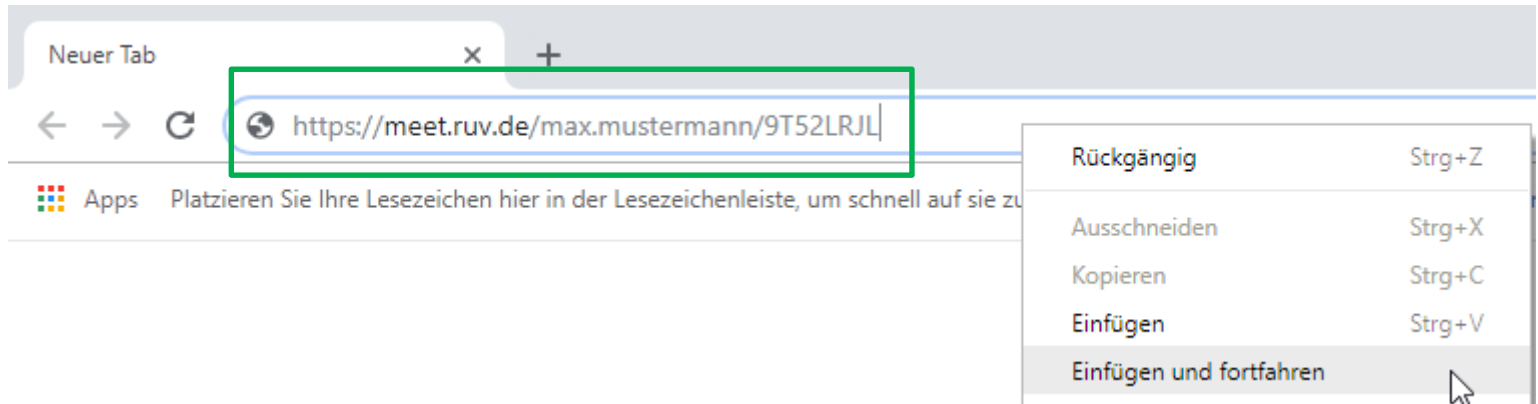 Neuer Tab
https://meet.ruv.de/max.mustermann/9T52LRJL
Apps Platzieren Sie Ihre Lesezeichen hier in der Lesezeichenleiste, um schnell auf sie zu
Rückgängig Strg+Z
Ausschneiden Strg+X
Kopieren Strg+C
Einfügen Strg+V
Einfügen und fortfahren